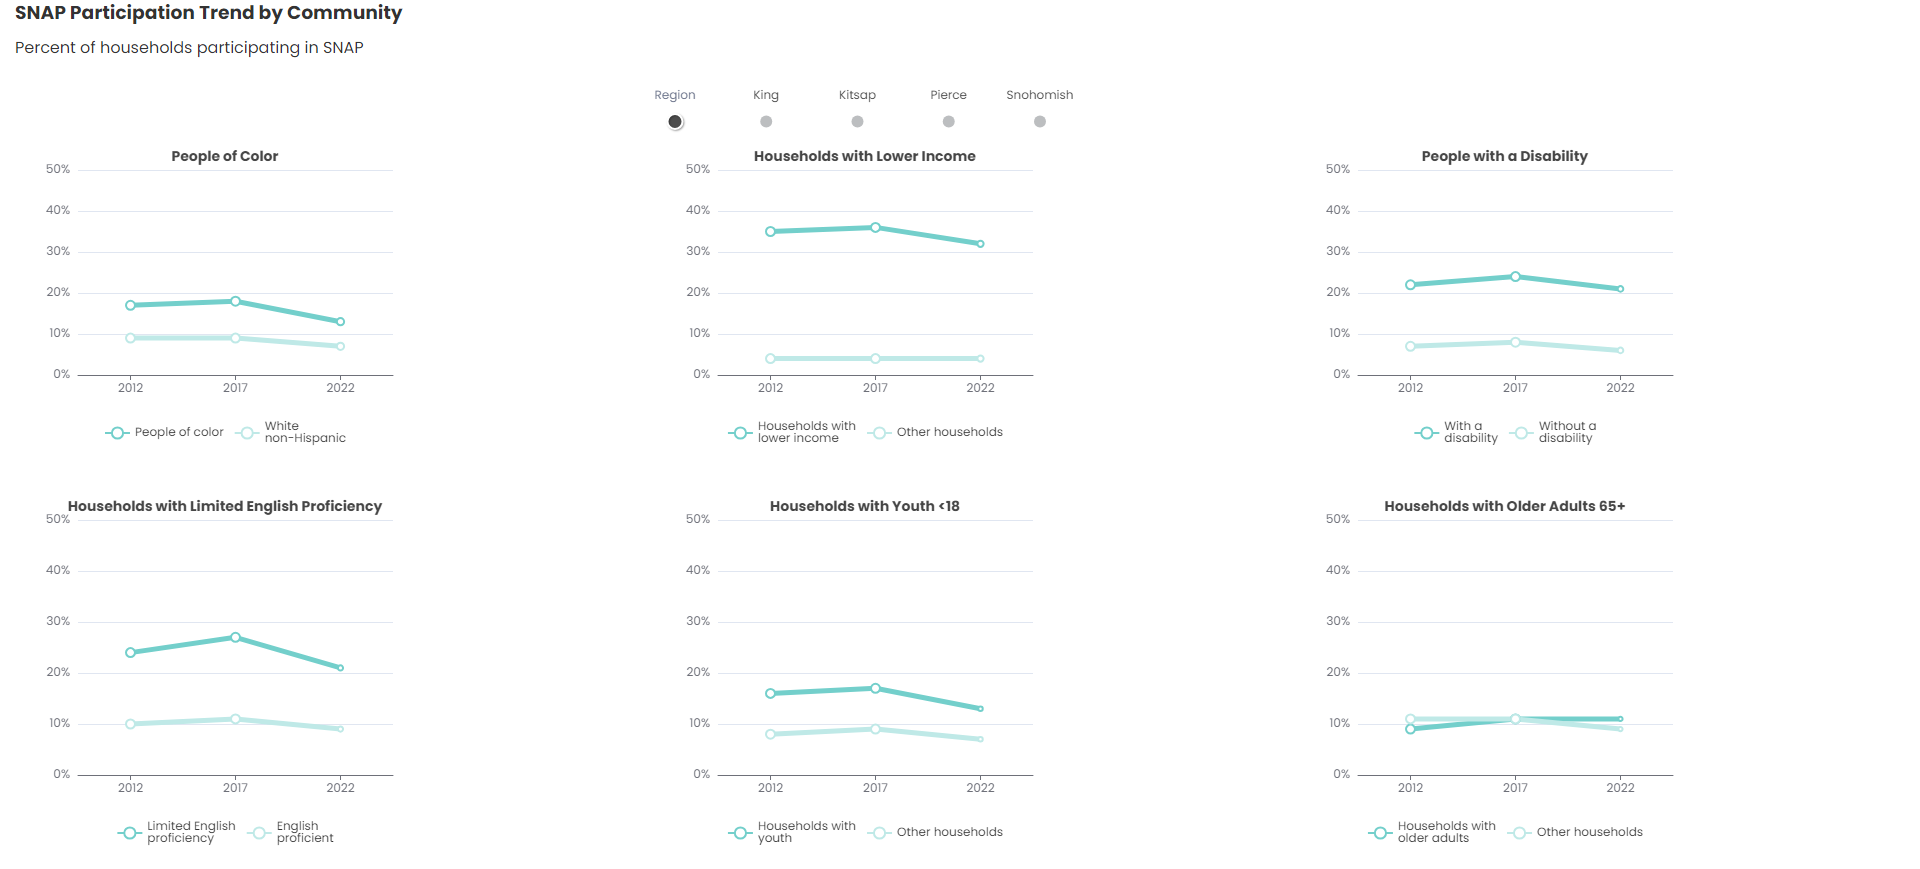 SNAP Participation Trend by Community
Percent of households participating in SNAP
Region King Kitsap Pierce Snohomish
People of Color
50%
40%
30%
20%
10%
0%
2012 2017 2022
People of color
White
non-Hispanic
Households with Lower Income
50%
40%
30%
20%
10%
0%
2012 2017 2022
Households with
lower income
Other households
People with a Disability
50%
40%
30%
20%
10%
0%
2012 2017 2022
With a
disability
Without a
disability
Households with Limited English Proficiency
50%
40%
30%
20%
10%
0%
2012 2017 2022
Limited English
proficiency
English
proficient
Households with Youth <18
50%
40%
30%
20%
10%
0%
2012 2017 2022
Households with
youth
Other households
Households with Older Adults 65+
50%
40%
30%
20%
10%
0%
2012 2017 2022
Households with
older adults
Other households